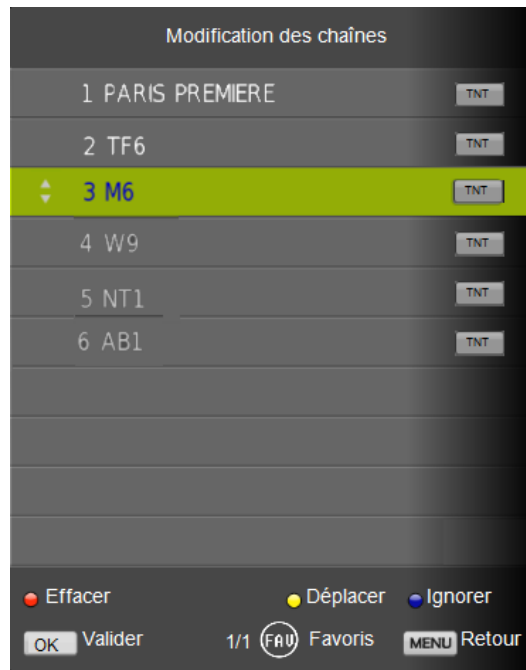 Modification des chaînes
1 PARIS PREMIERE TNT
2 TF6 TNT
3 M6 TNT
4 W9 TNT
5 NT1 TNT
6 AB1 TNT
Effacer Déplacer Ignorer
OK Valider 1/1 FAV Favoris MENU Retour